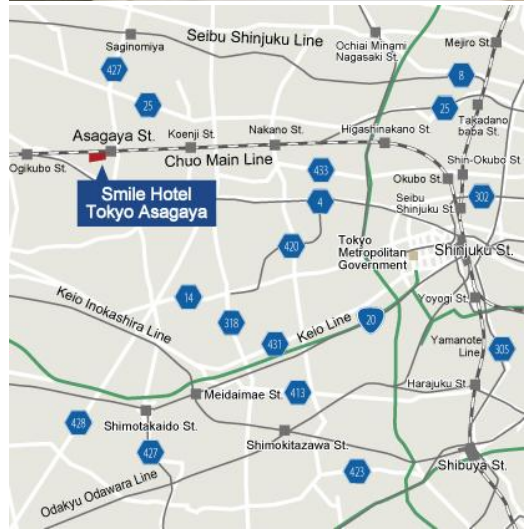 Seibu Shinjuku Line
Saginomiya
Ochiai Minami
Nagasaki St.
Mejiro St.
427
8
25
25
Takadano
baba St.
Asagaya St.
Koenji St.
Nakano St.
Higashinakano St.
Ogikubo St.
Chuo Main Line
433
Shin-Okubo St.
Okubo St.
Smile Hotel
Tokyo Asagaya
4
Seibu
Shinjuku St.
302
420
Tokyo
Metropolitan
Government
Shinjuku St.
14
Keio Inokashira Line
318
Keio Line
20
Yoyogi St.
431
Yamanote
Line
305
Meidaimae St.
413
Harajuku St.
428
Shimotakaido St.
427
Shimokitazawa St.
Shibuya St.
423
Odakyu Odawara Line